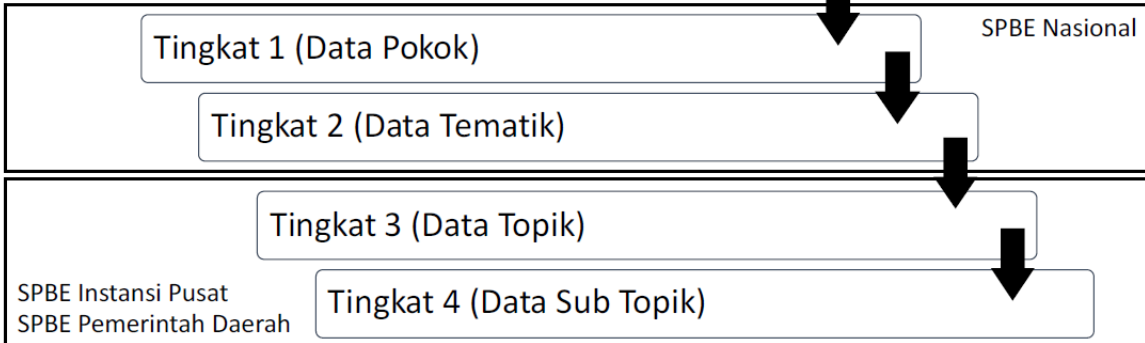 SPBE Nasional
Tingkat 1 (Data Pokok)
Tingkat 2 (Data Tematik)
Tingkat 3 (Data Topik)
SPBE Instansi Pusat
SPBE Pemerintah Daerah
Tingkat 4 (Data Sub Topik)